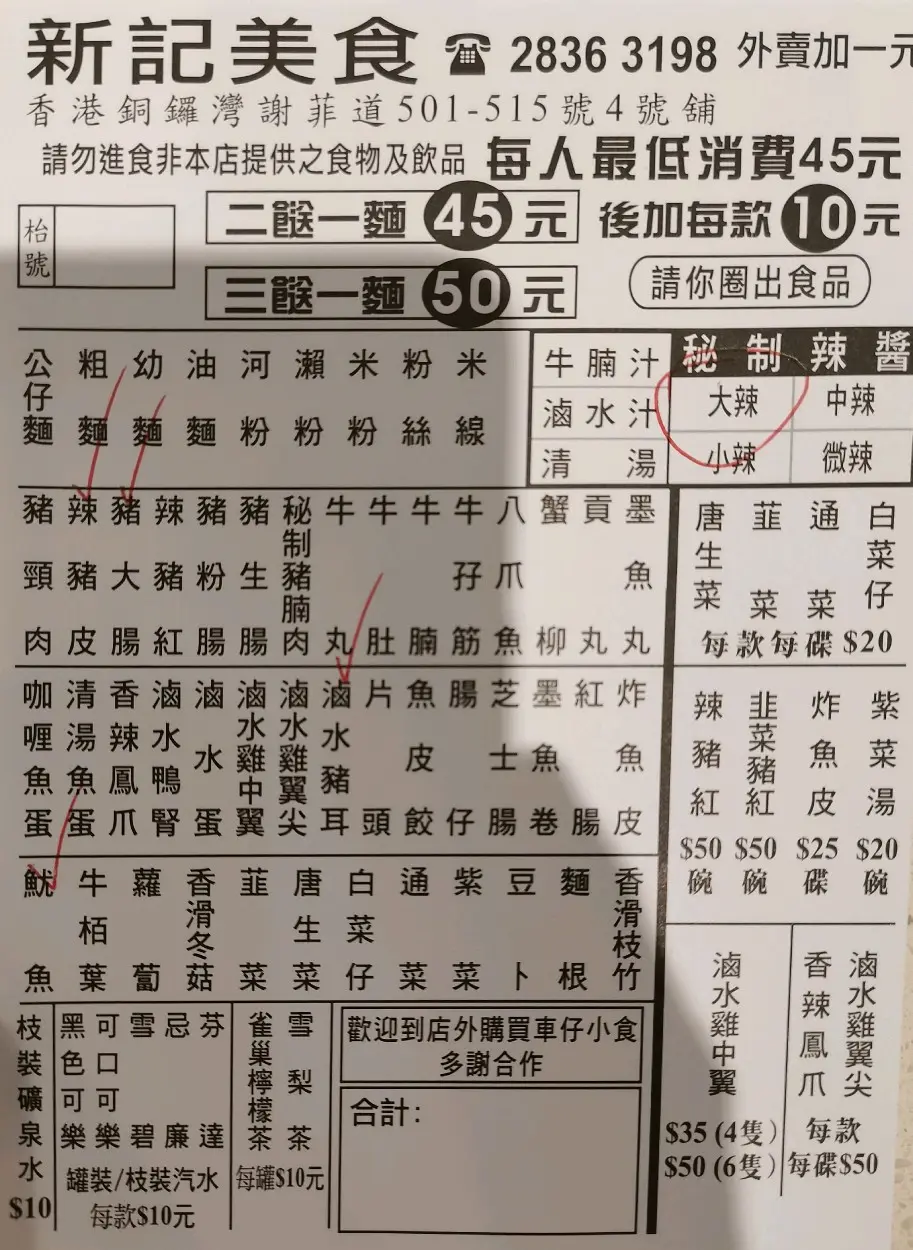 新記美食 ☎ 2836 3198 外賣加一元
香港銅鑼灣謝菲道501-515號4號舖
請勿進食非本店提供之食物及飲品 每人最低消費45元
枱號
二餸一麵 45 元 後加每款 10 元
三餸一麵 50 元
請你圈出食品
公仔麵
粗麵
幼麵
油麵
河粉
瀨粉
米粉
粉絲
米線
牛腩汁
滷水汁
清湯
秘制辣醬
大辣 中辣
小辣 微辣
豬頸肉
辣豬皮
豬大腸
辣豬紅
豬粉腸
豬生腸
秘制豬腩肉
牛丸
牛肚
牛腩
牛孖筋
八爪魚
蟹柳
貢丸
墨魚丸
唐生菜
韮菜
通菜
白菜仔
每款每碟$20
咖喱魚蛋
清湯魚蛋
香辣鳳爪
滷水鴨腎
滷水蛋
滷水雞中翼
滷水雞翼尖
滷水豬耳
片頭
魚皮餃
腸仔
芝士腸
墨魚卷
紅腸
炸魚皮
辣豬紅 $50碗
韭菜豬紅 $50碗
炸魚皮 $25碟
紫菜湯 $20碗
魷魚
牛栢葉
蘿蔔
香滑冬菇
韮菜
唐生菜
白菜仔
通菜
紫菜
豆卜
麵根
香滑枝竹
滷水雞中翼
$35 (4隻)
$50 (6隻)
香辣鳳爪
滷水雞翼尖
每款
每碟$50
枝裝礦泉水
$10
黑色可樂
可口可樂
雪碧
忌廉
芬達
罐裝/枝裝汽水
每款$10元
雀巢檸檬茶
雪梨茶
每罐$10元
歡迎到店外購買車仔小食
多謝合作
合計：